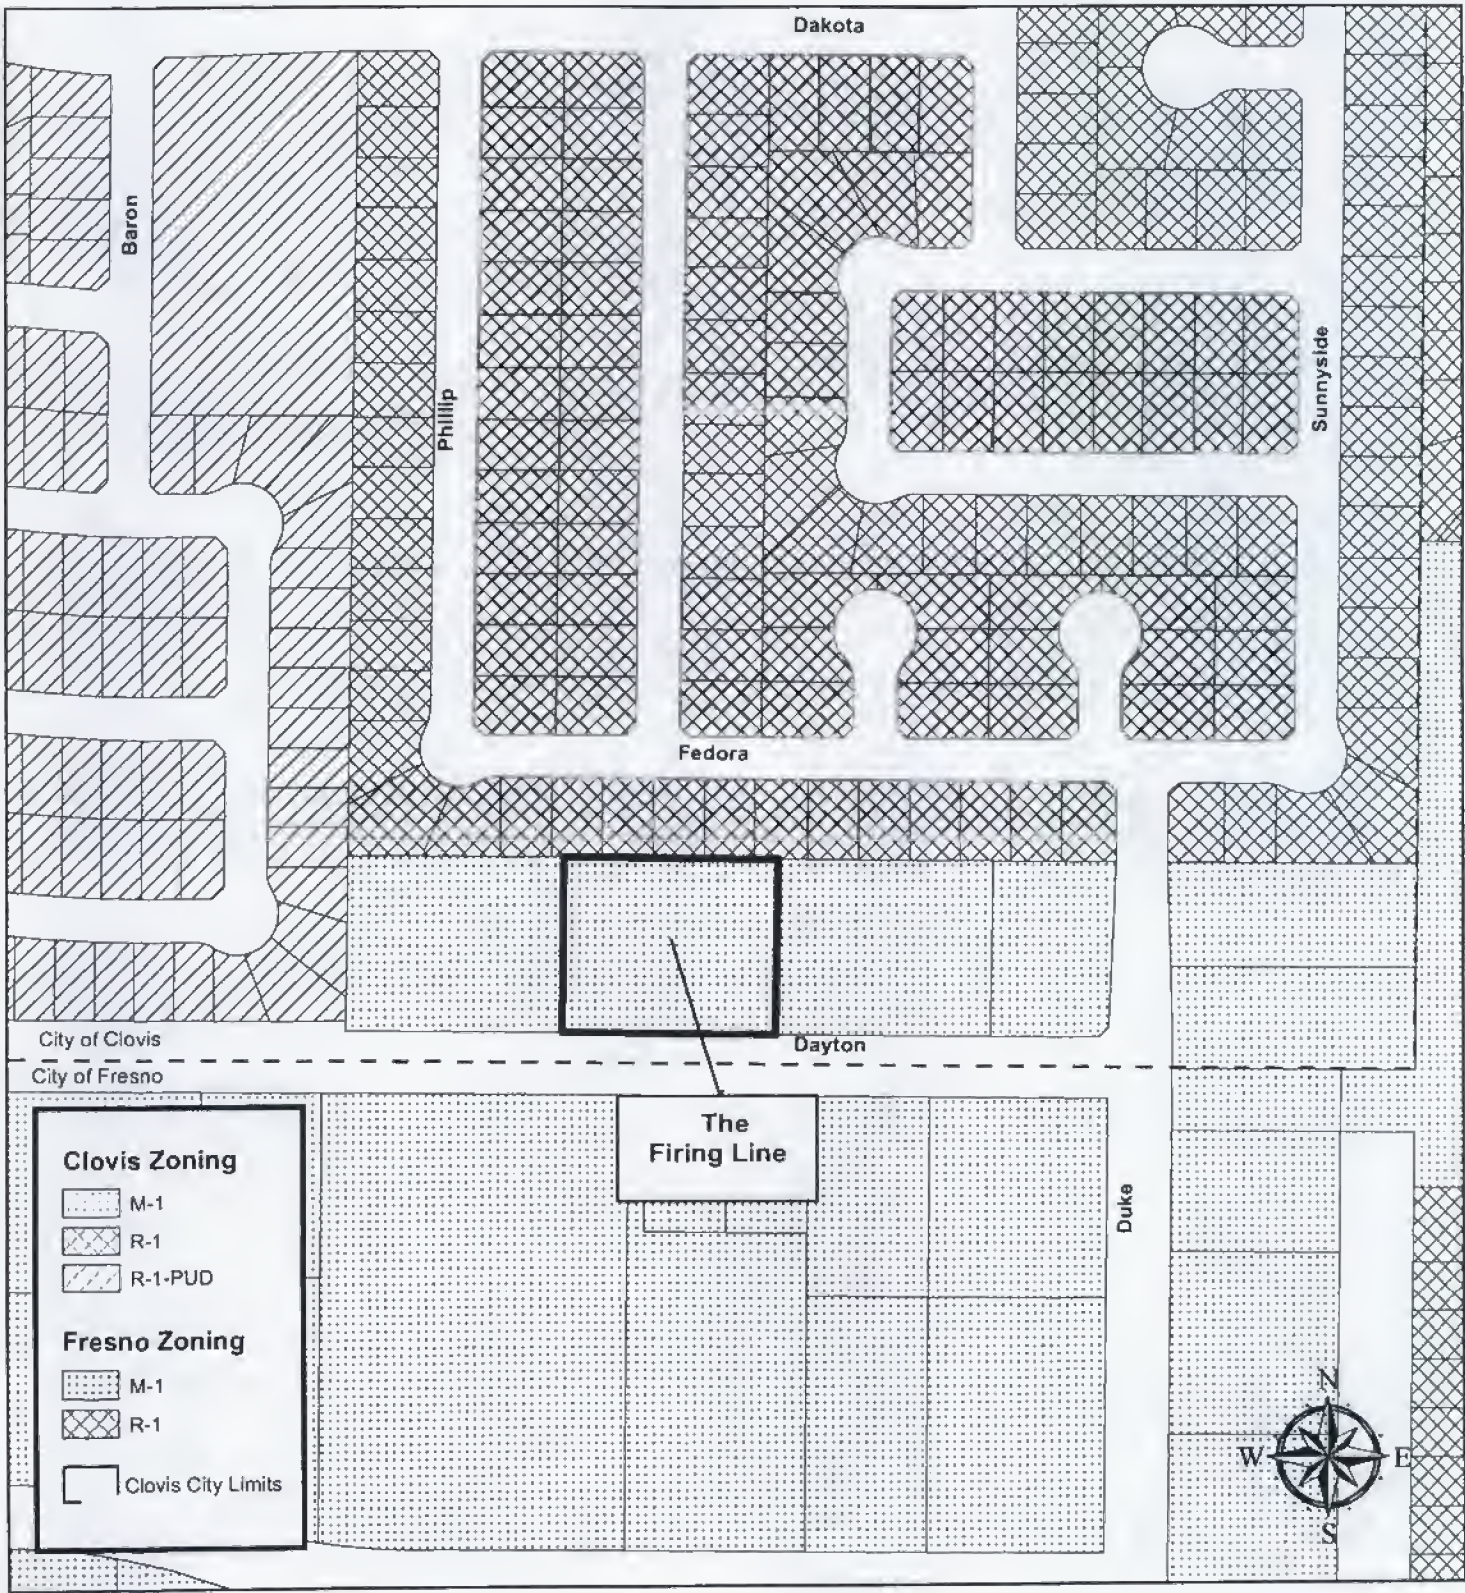 Dakota
Baron
Phillip
Sunnyside
Fedora
City of Clovis
Dayton
City of Fresno
The
Firing Line
Duke
Clovis Zoning
M-1
R-1
R-1-PUD
Fresno Zoning
M-1
R-1
Clovis City Limits
N
W
E
S